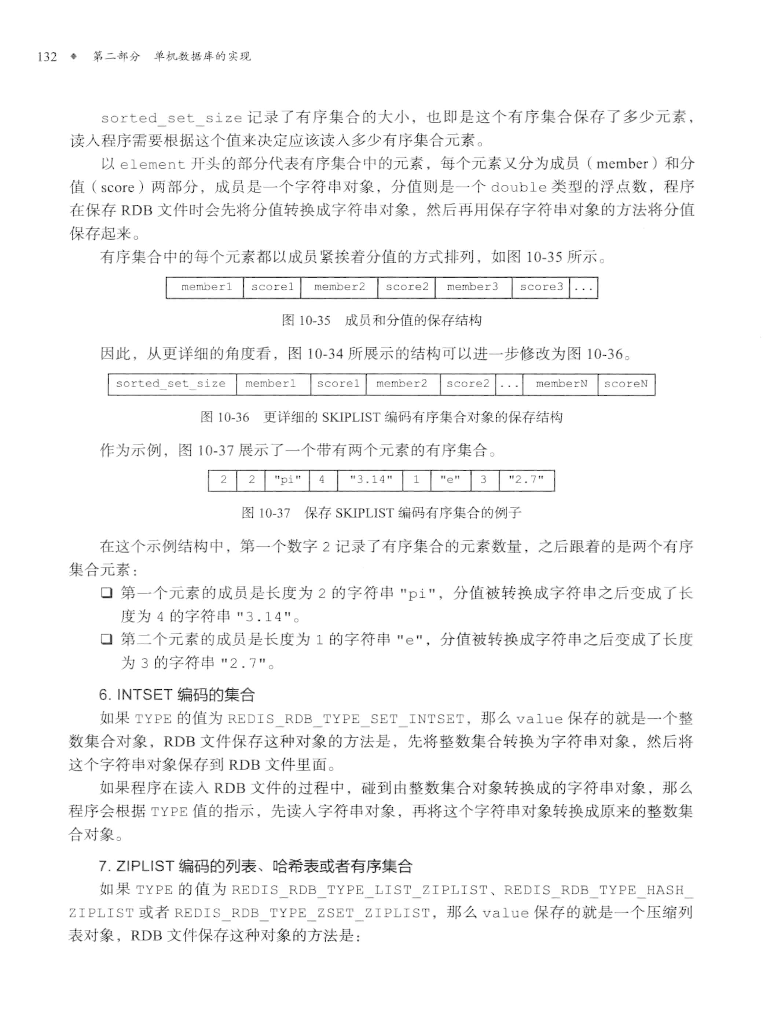 132 ◆ 第二部分 单机数据库的实现
sorted_set_size 记录了有序集合的大小，也即是这个有序集合保存了多少元素，
读入程序需要根据这个值来决定应该读入多少有序集合元素。
以 element 开头的部分代表有序集合中的元素，每个元素又分为成员（member）和分
值（score）两部分，成员是一个字符串对象，分值则是一个 double 类型的浮点数，程序
在保存 RDB 文件时会先将分值转换成字符串对象，然后再用保存字符串对象的方法将分值
保存起来。
有序集合中的每个元素都以成员紧挨着分值的方式排列，如图 10-35 所示。
member1 score1 member2 score2 member3 score3 ...
图 10-35 成员和分值的保存结构
因此，从更详细的角度看，图 10-34 所展示的结构可以进一步修改为图 10-36。
sorted_set_size member1 score1 member2 score2 ... memberN scoreN
图 10-36 更详细的 SKIPLIST 编码有序集合对象的保存结构
作为示例，图 10-37 展示了一个带有两个元素的有序集合。
2 2 "pi" 4 "3.14" 1 "e" 3 "2.7"
图 10-37 保存 SKIPLIST 编码有序集合的例子
在这个示例结构中，第一个数字 2 记录了有序集合的元素数量，之后跟着的是两个有序
集合元素：
❑ 第一个元素的成员是长度为 2 的字符串 "pi"，分值被转换成字符串之后变成了长
度为 4 的字符串 "3.14"。
❑ 第二个元素的成员是长度为 1 的字符串 "e"，分值被转换成字符串之后变成了长度
为 3 的字符串 "2.7"。
6. INTSET 编码的集合
如果 TYPE 的值为 REDIS_RDB_TYPE_SET_INTSET，那么 value 保存的就是一个整
数集合对象，RDB 文件保存这种对象的方法是，先将整数集合转换为字符串对象，然后将
这个字符串对象保存到 RDB 文件里面。
如果程序在读入 RDB 文件的过程中，碰到由整数集合对象转换成的字符串对象，那么
程序会根据 TYPE 值的指示，先读入字符串对象，再将这个字符串对象转换成原来的整数集
合对象。
7. ZIPLIST 编码的列表、哈希表或者有序集合
如果 TYPE 的值为 REDIS_RDB_TYPE_LIST_ZIPLIST、REDIS_RDB_TYPE_HASH_
ZIPLIST 或者 REDIS_RDB_TYPE_ZSET_ZIPLIST，那么 value 保存的就是一个压缩列
表对象，RDB 文件保存这种对象的方法是：